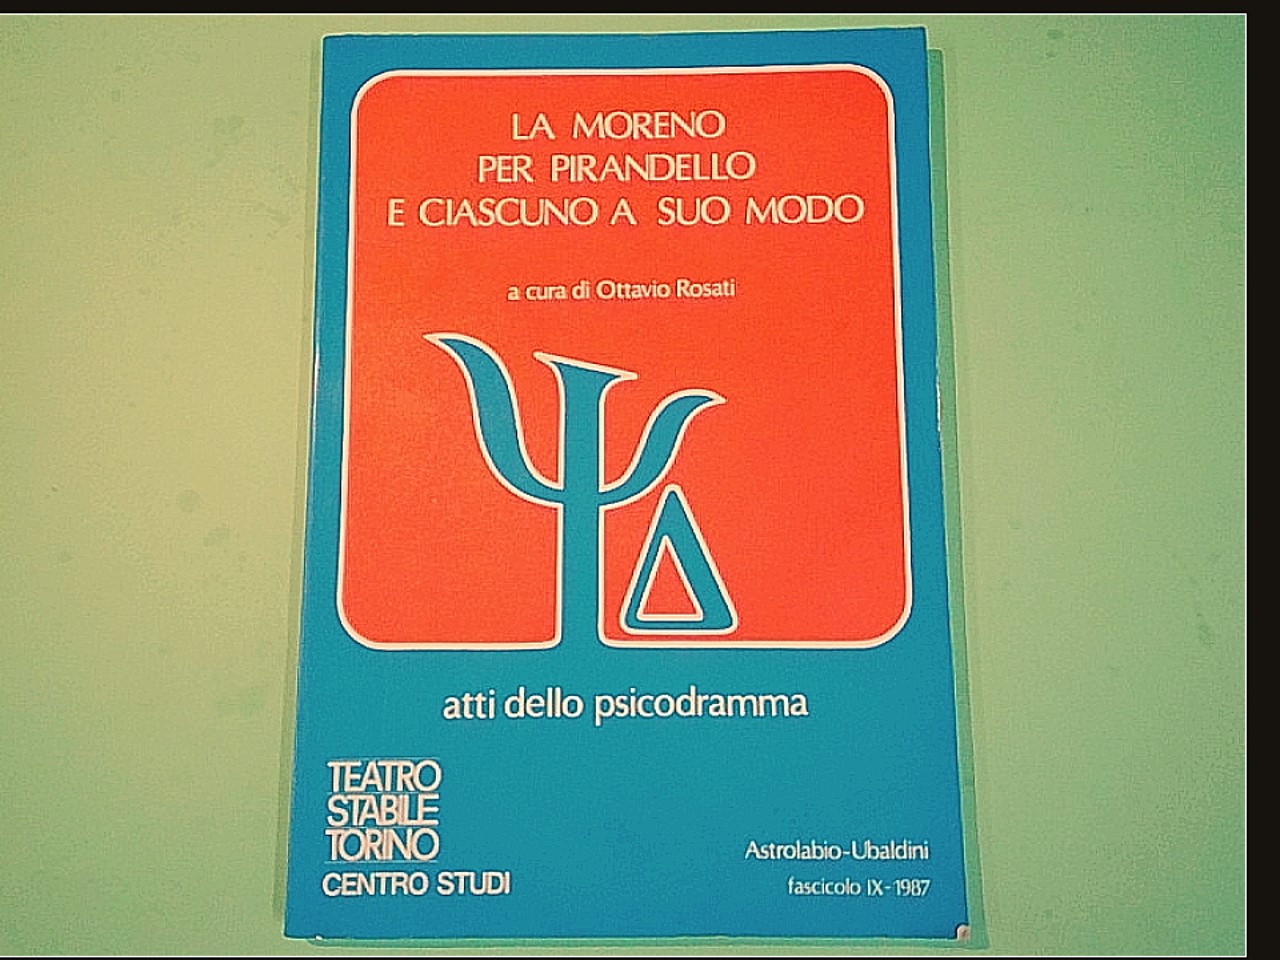 LA MORENO
PER PIRANDELLO
E CIASCUNO A SUO MODO
a cura di Ottavio Rosati
ΨΔ
atti dello psicodramma
TEATRO
STABILE
TORINO
CENTRO STUDI
Astrolabio-Ubaldini
fascicolo IX-1987